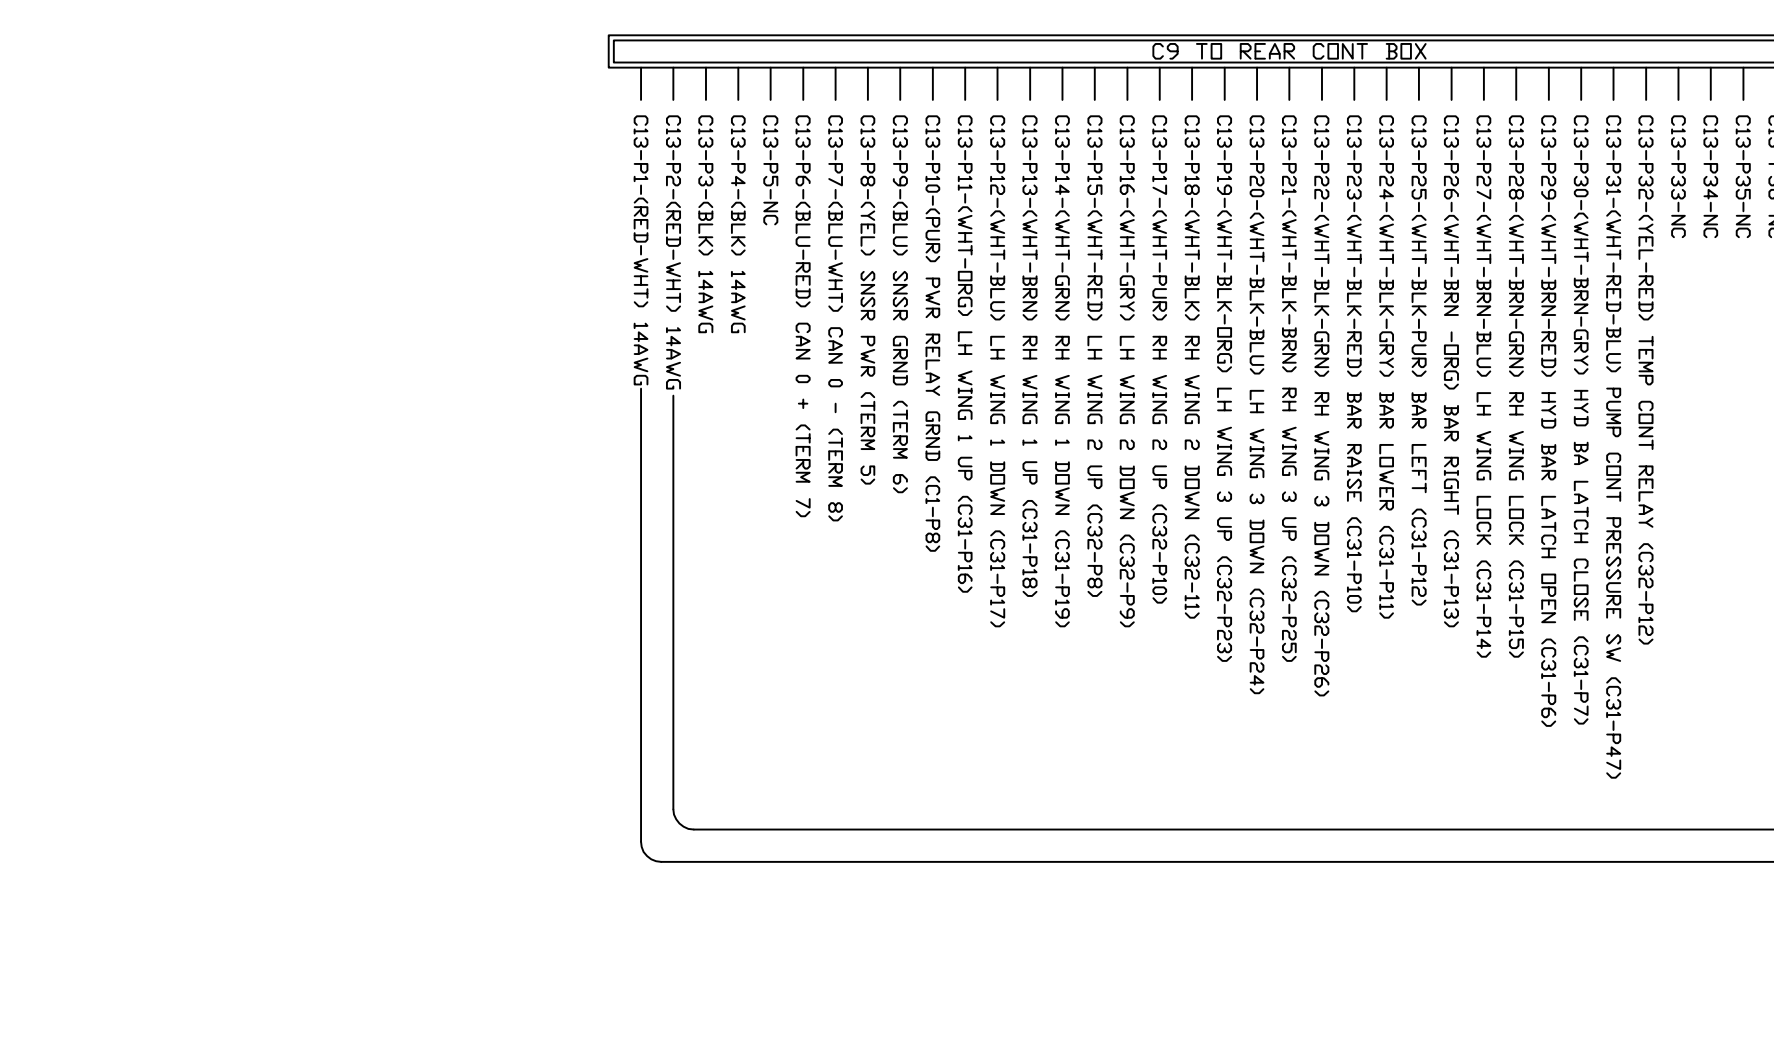 C9 TO REAR CONT BOX
C13-P1-(RED-WHT) 14AWG
C13-P2-(RED-WHT) 14AWG
C13-P3-(BLK) 14AWG
C13-P4-(BLK) 14AWG
C13-P5-NC
C13-P6-(BLU-RED) CAN 0 + (TERM 7)
C13-P7-(BLU-WHT) CAN 0 - (TERM 8)
C13-P8-(YEL) SNSR PWR (TERM 5)
C13-P9-(BLU) SNSR GRND (TERM 6)
C13-P10-(PUR) PWR RELAY GRND (C1-P8)
C13-P11-(WHT-ORG) LH WING 1 UP (C31-P16)
C13-P12-(WHT-BLU) LH WING 1 DOWN (C31-P17)
C13-P13-(WHT-BRN) RH WING 1 UP (C31-P18)
C13-P14-(WHT-GRN) RH WING 1 DOWN (C31-P19)
C13-P15-(WHT-RED) LH WING 2 UP (C32-P8)
C13-P16-(WHT-GRY) LH WING 2 DOWN (C32-P9)
C13-P17-(WHT-PUR) RH WING 2 UP (C32-P10)
C13-P18-(WHT-BLK) RH WING 2 DOWN (C32-11)
C13-P19-(WHT-BLK-ORG) LH WING 3 UP (C32-P23)
C13-P20-(WHT-BLK-BLU) LH WING 3 DOWN (C32-P24)
C13-P21-(WHT-BLK-BRN) RH WING 3 UP (C32-P25)
C13-P22-(WHT-BLK-GRN) RH WING 3 DOWN (C32-P26)
C13-P23-(WHT-BLK-RED) BAR RAISE (C31-P10)
C13-P24-(WHT-BLK-GRY) BAR LOWER (C31-P11)
C13-P25-(WHT-BLK-PUR) BAR LEFT (C31-P12)
C13-P26-(WHT-BRN -ORG) BAR RIGHT (C31-P13)
C13-P27-(WHT-BRN-BLU) LH WING LOCK (C31-P14)
C13-P28-(WHT-BRN-GRN) RH WING LOCK (C31-P15)
C13-P29-(WHT-BRN-RED) HYD BAR LATCH OPEN (C31-P6)
C13-P30-(WHT-BRN-GRY) HYD BA LATCH CLOSE (C31-P7)
C13-P31-(WHT-RED-BLU) PUMP CONT PRESSURE SW (C31-P47)
C13-P32-(YEL-RED) TEMP CONT RELAY (C32-P12)
C13-P33-NC
C13-P34-NC
C13-P35-NC